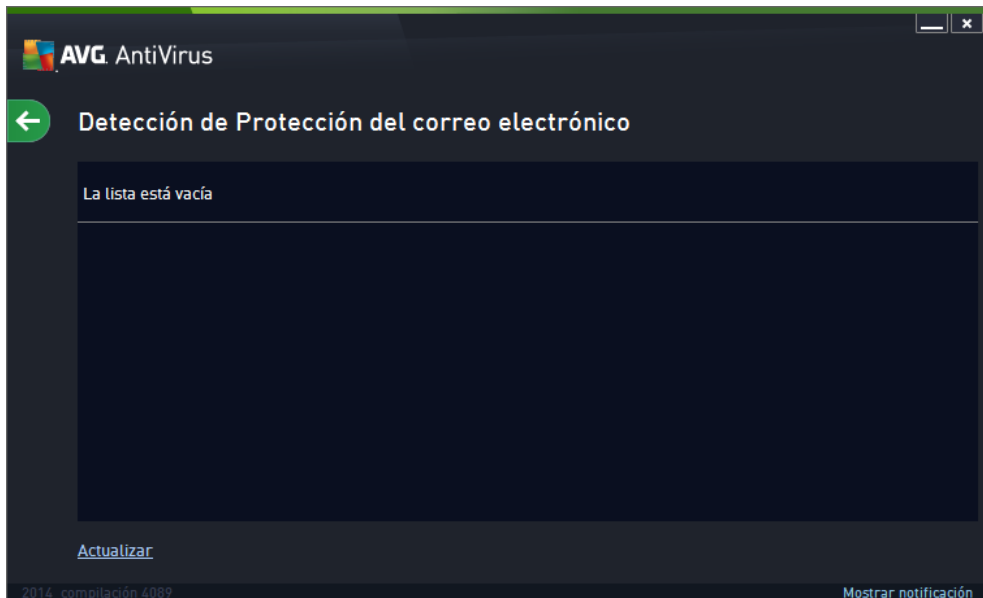 AVG. AntiVirus
Detección de Protección del correo electrónico
La lista está vacía
Actualizar
2014 compilación 4089
Mostrar notificación